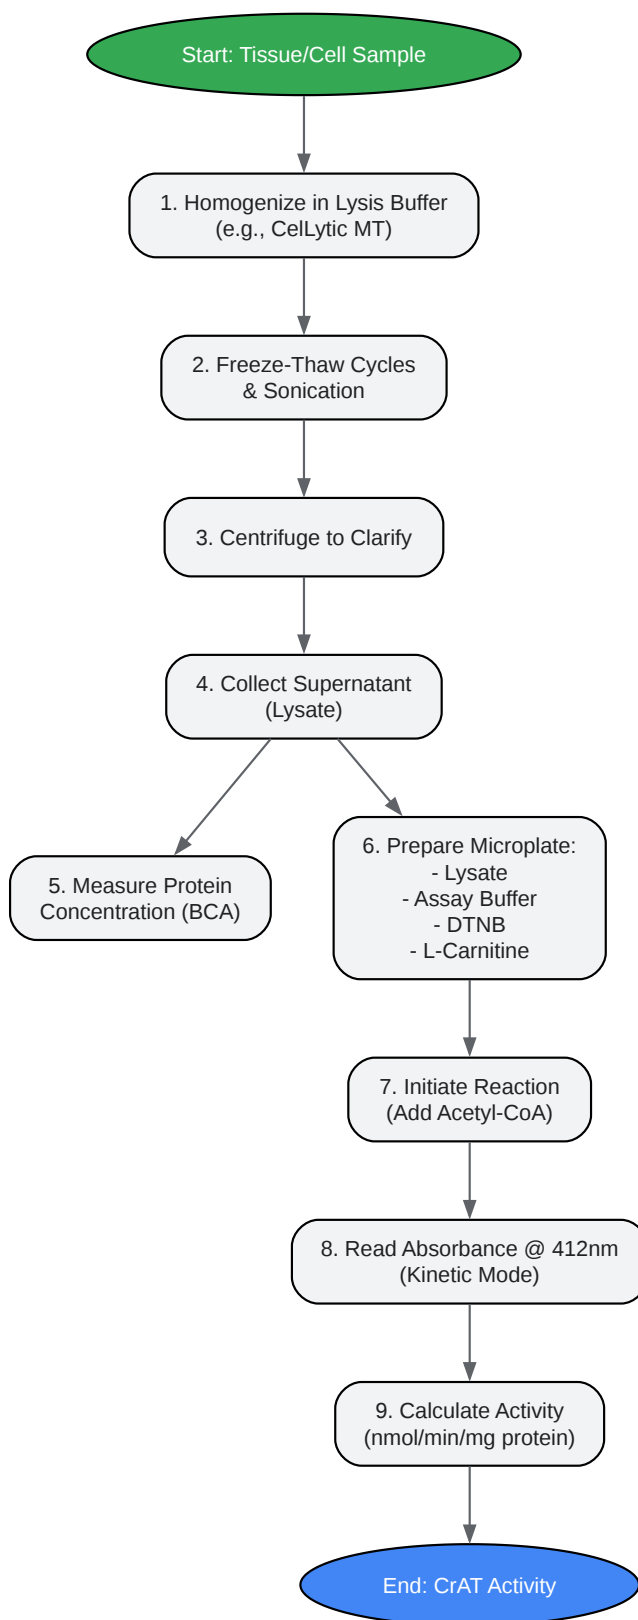 Start: Tissue/Cell Sample
1. Homogenize in Lysis Buffer
(e.g., CelLytic MT)
2. Freeze-Thaw Cycles
& Sonication
3. Centrifuge to Clarify
4. Collect Supernatant
(Lysate)
5. Measure Protein
Concentration (BCA)
6. Prepare Microplate:
- Lysate
- Assay Buffer
- DTNB
- L-Carnitine
7. Initiate Reaction
(Add Acetyl-CoA)
8. Read Absorbance @ 412nm
(Kinetic Mode)
9. Calculate Activity
(nmol/min/mg protein)
End: CrAT Activity